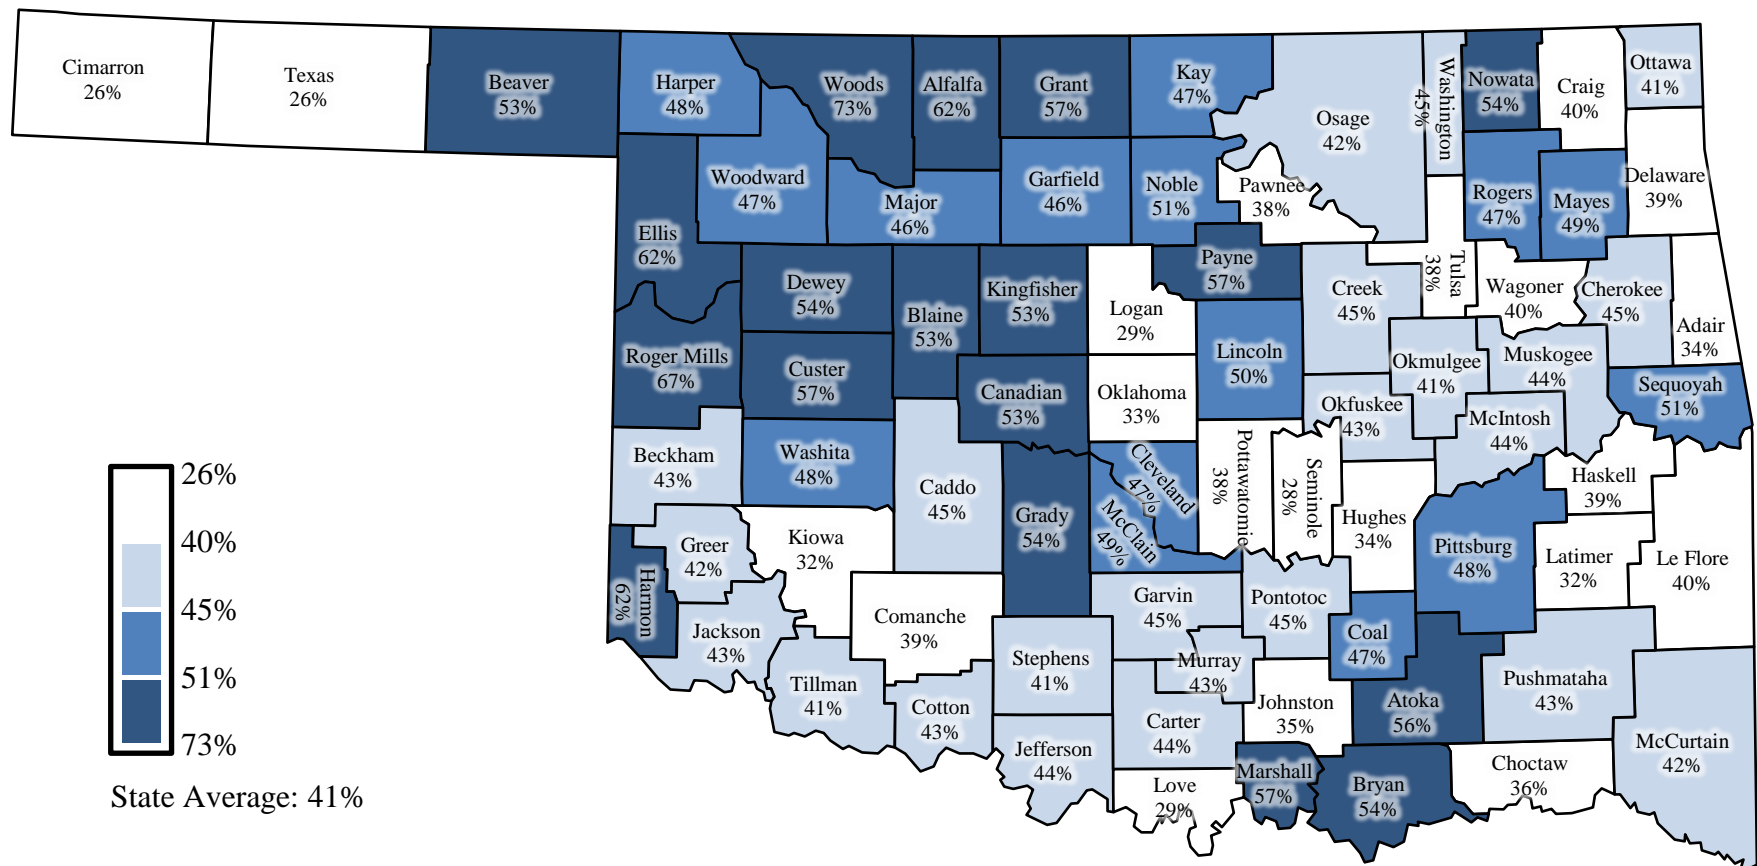 Cimarron
26%
Texas
26%
Beaver
53%
Harper
48%
Woods
73%
Alfalfa
62%
Grant
57%
Kay
47%
Osage
42%
Washington
45%
Nowata
54%
Craig
40%
Ottawa
41%
Woodward
47%
Major
46%
Garfield
46%
Noble
51%
Pawnee
38%
Rogers
47%
Mayes
49%
Delaware
39%
Ellis
62%
Dewey
54%
Blaine
53%
Kingfisher
53%
Logan
29%
Payne
57%
Creek
45%
Tulsa
38%
Wagoner
40%
Cherokee
45%
Adair
34%
Roger Mills
67%
Custer
57%
Canadian
53%
Oklahoma
33%
Lincoln
50%
Okmulgee
41%
Muskogee
44%
Sequoyah
51%
Okfuskee
43%
McIntosh
44%
Beckham
43%
Washita
48%
Caddo
45%
Grady
54%
Cleveland
47%
McClain
49%
Pottawatomie
38%
Seminole
28%
Hughes
34%
Haskell
39%
Pittsburg
48%
Latimer
32%
Le Flore
40%
Greer
42%
Kiowa
32%
Harmon
62%
Jackson
43%
Comanche
39%
Garvin
45%
Pontotoc
45%
Coal
47%
Stephens
41%
Murray
43%
Tillman
41%
Cotton
43%
Carter
44%
Johnston
35%
Atoka
56%
Pushmataha
43%
McCurtain
42%
Jefferson
44%
Love
29%
Marshall
57%
Bryan
54%
Choctaw
36%
26%
40%
45%
51%
73%
State Average: 41%